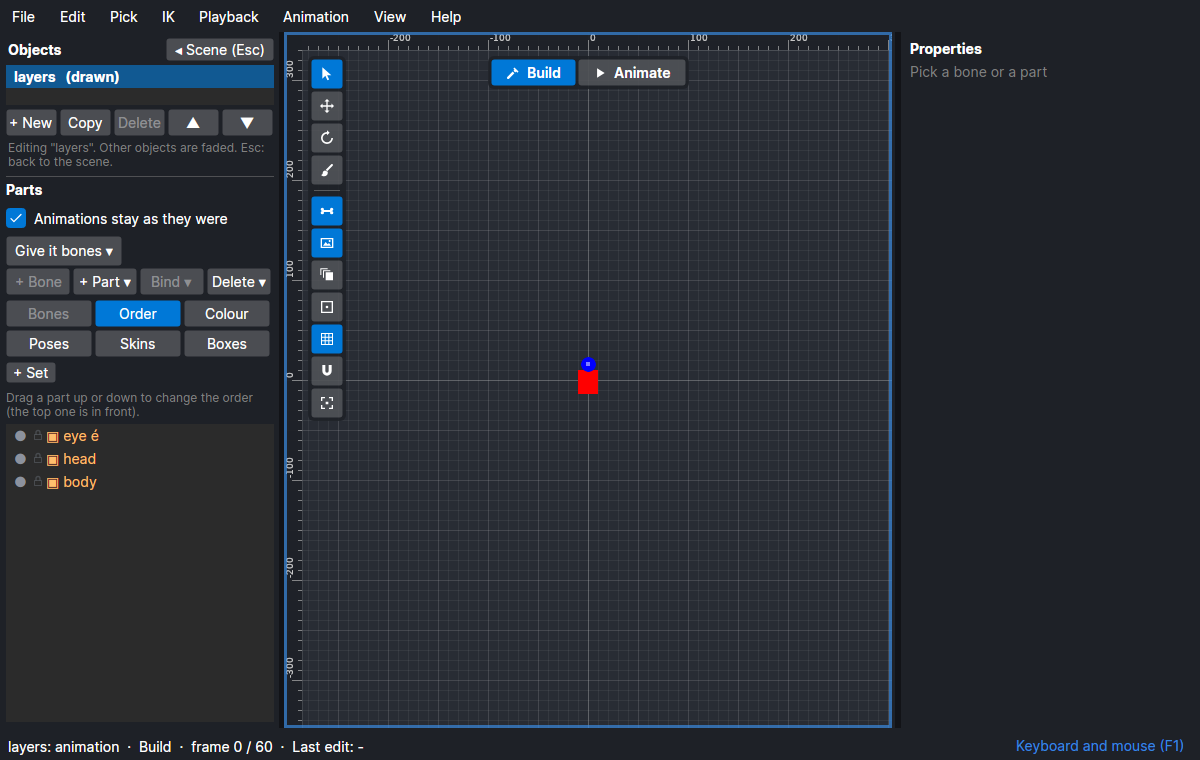 File Edit Pick IK Playback Animation View Help
Objects
◂ Scene (Esc)
layers (drawn)
+ New Copy Delete ▲ ▼
Editing "layers". Other objects are faded. Esc:
back to the scene.
Parts
Animations stay as they were
Give it bones ▾
+ Bone + Part ▾ Bind ▾ Delete ▾
Bones Order Colour
Poses Skins Boxes
+ Set
Drag a part up or down to change the order
(the top one is in front).
eye é
head
body
-200 -100 0 100 200
300
200
100
0
-100
-200
-300
Build Animate
Properties
Pick a bone or a part
layers: animation · Build · frame 0 / 60 · Last edit: -
Keyboard and mouse (F1)